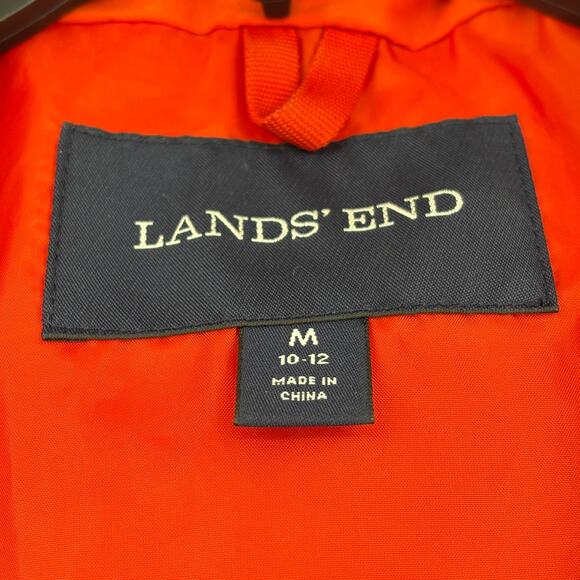 LANDS' END
M
10-12
MADE IN
CHINA